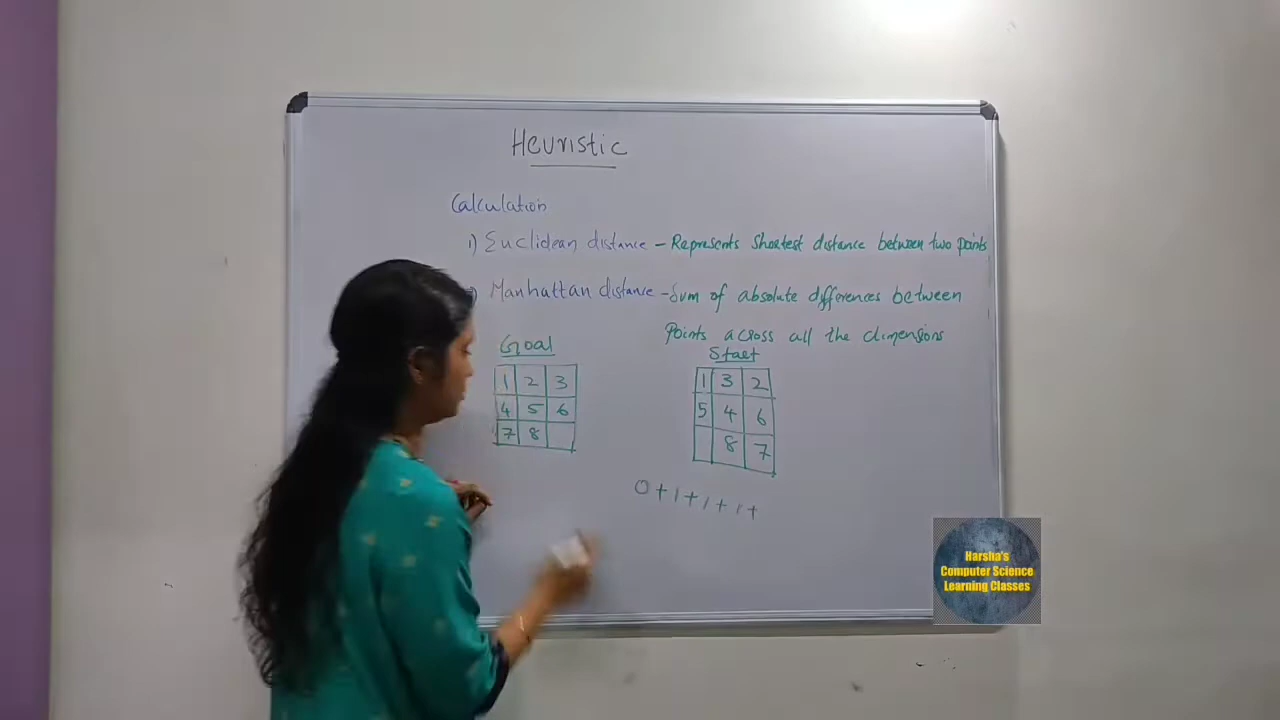 Heuristic
Calculation
1) Euclidean distance – Represents Shortest distance between two points
) Manhattan distance – Sum of absolute differences between
Points across all the dimensions
Goal
1 2 3
4 5 6
7 8
Start
1 3 2
5 4 6
8 7
0+1+1+1+
Harsha's
Computer Science
Learning Classes